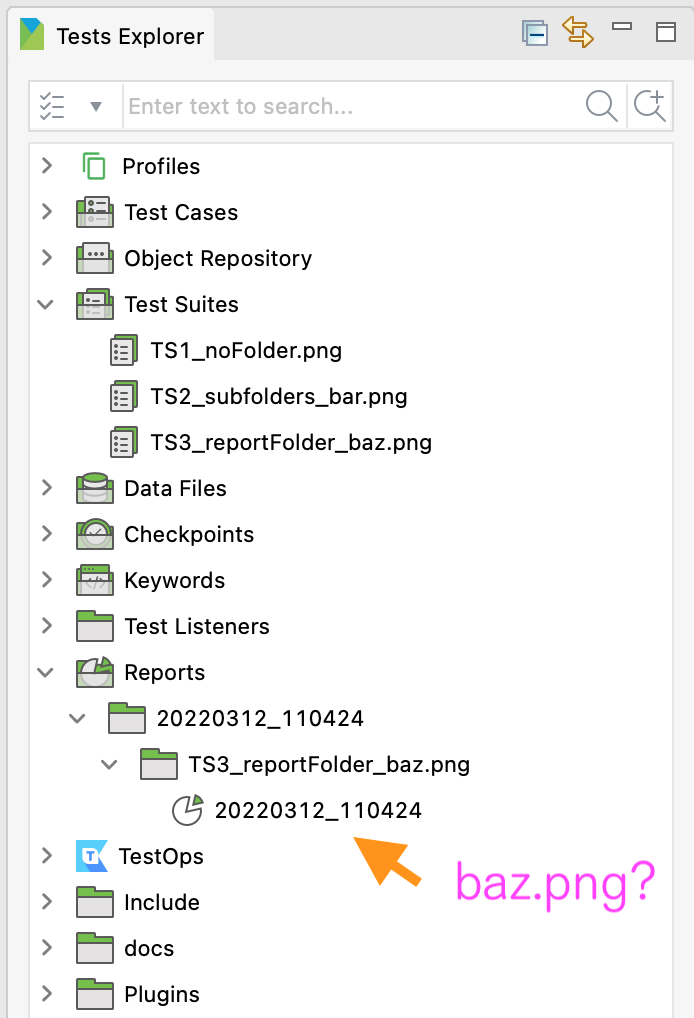 Tests Explorer
Enter text to search...
Profiles
Test Cases
Object Repository
Test Suites
TS1_noFolder.png
TS2_subfolders_bar.png
TS3_reportFolder_baz.png
Data Files
Checkpoints
Keywords
Test Listeners
Reports
20220312_110424
TS3_reportFolder_baz.png
20220312_110424
TestOps
baz.png?
Include
docs
Plugins